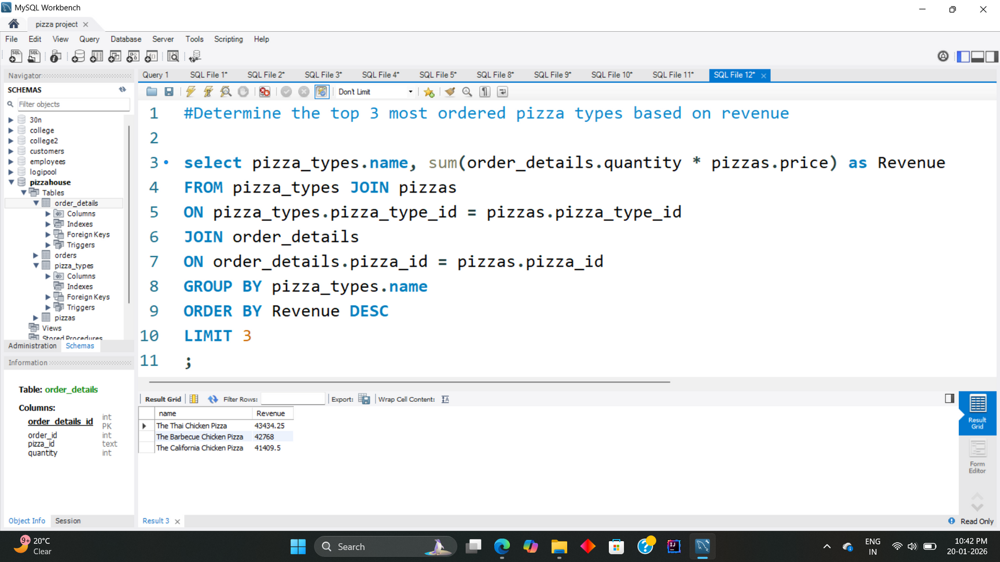 MySQL Workbench
pizza project
File Edit View Query Database Server Tools Scripting Help
Navigator
SCHEMAS
Filter objects
30n
college
college2
customers
employees
logipool
pizzahouse
Tables
order_details
Columns
Indexes
Foreign Keys
Triggers
orders
pizza_types
Columns
Indexes
Foreign Keys
Triggers
pizzas
Views
Stored Procedures
Administration Schemas
Information
Table: order_details
Columns:
order_details_id int PK
order_id int
pizza_id text
quantity int
Object Info Session
Query 1 SQL File 1* SQL File 2* SQL File 3* SQL File 4* SQL File 5* SQL File 8* SQL File 9* SQL File 10* SQL File 11* SQL File 12*
Don't Limit
1 #Determine the top 3 most ordered pizza types based on revenue
2
3 select pizza_types.name, sum(order_details.quantity * pizzas.price) as Revenue
4 FROM pizza_types JOIN pizzas
5 ON pizza_types.pizza_type_id = pizzas.pizza_type_id
6 JOIN order_details
7 ON order_details.pizza_id = pizzas.pizza_id
8 GROUP BY pizza_types.name
9 ORDER BY Revenue DESC
10 LIMIT 3
11 ;
Result Grid Filter Rows: Export: Wrap Cell Content:
name Revenue
The Thai Chicken Pizza 43434.25
The Barbecue Chicken Pizza 42768
The California Chicken Pizza 41409.5
Result Grid
Form Editor
Result 3
Read Only
9+
20°C
Clear
Search
ENG
IN
10:42 PM
20-01-2026